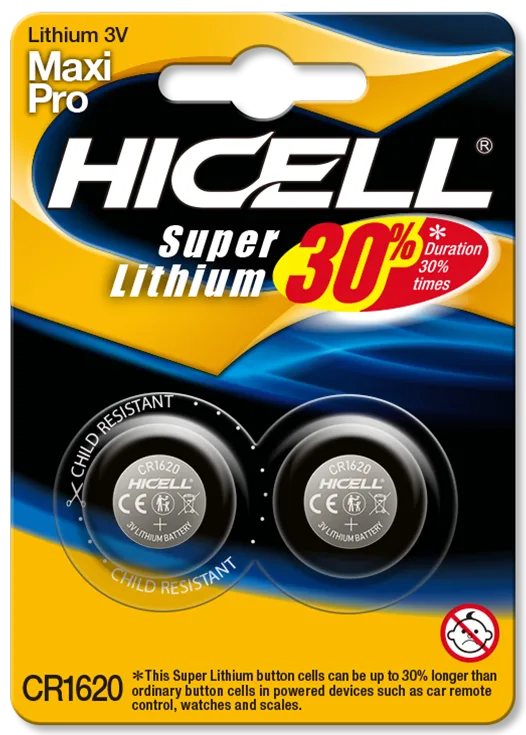 Lithium 3V
Maxi
Pro
HICELL®
Super
Lithium
30%
*
Duration
30%
times
CHILD RESISTANT
CR1620
HICELL
CE
3V LITHIUM BATTERY
CHILD RESISTANT
CR1620
HICELL
CE
3V LITHIUM BATTERY
CR1620
*This Super Lithium button cells can be up to 30% longer than
ordinary button cells in powered devices such as car remote
control, watches and scales.